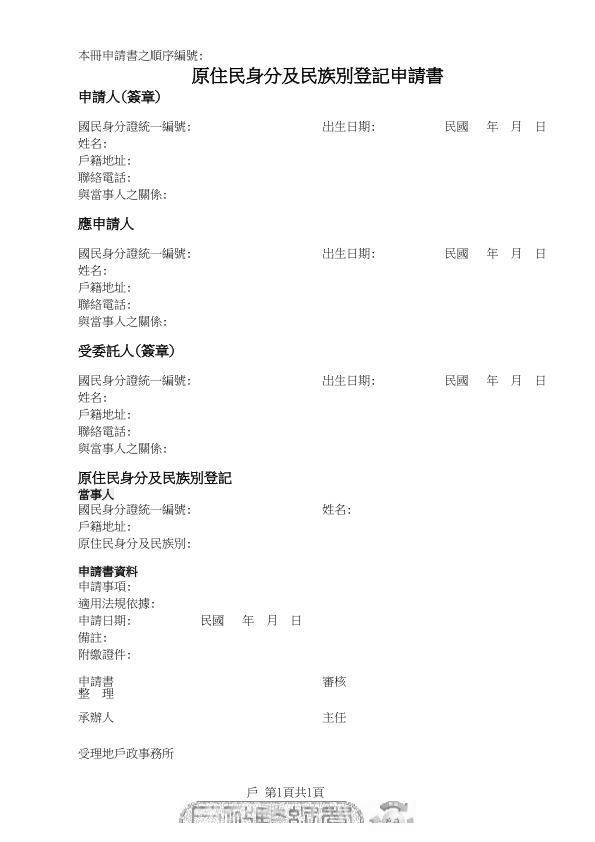 本冊申請書之順序編號:
原住民身分及民族別登記申請書
申請人(簽章)
國民身分證統一編號: 出生日期: 民國 年 月 日
姓名:
戶籍地址:
聯絡電話:
與當事人之關係:
應申請人
國民身分證統一編號: 出生日期: 民國 年 月 日
姓名:
戶籍地址:
聯絡電話:
與當事人之關係:
受委託人(簽章)
國民身分證統一編號: 出生日期: 民國 年 月 日
姓名:
戶籍地址:
聯絡電話:
與當事人之關係:
原住民身分及民族別登記
當事人
國民身分證統一編號: 姓名:
戶籍地址:
原住民身分及民族別:
申請書資料
申請事項:
適用法規依據:
申請日期: 民國 年 月 日
備註:
附繳證件:
申請書 審核
整 理
承辦人 主任
受理地戶政事務所
戶 第1頁共1頁